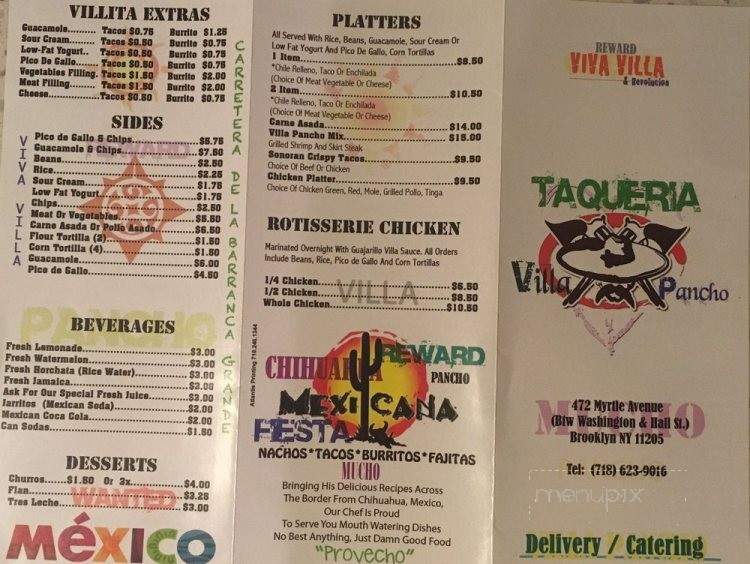 VILLITA EXTRAS
Guacamole......... Tacos $0.75 Burrito $1.25
Sour Cream....... Tacos $0.50 Burrito $0.75
Low-Fat Yogurt.. Tacos $0.50 Burrito $0.75
Pico De Gallo..... Tacos $0.50 Burrito $0.75
Vegetables Filling. Tacos $1.50 Burrito $2.00
Meat Filling......... Tacos $1.50 Burrito $2.00
Cheese............... Tacos $0.50 Burrito $0.75
SIDES
REWARD
Pico de Gallo & Chips.....$5.75
Guacamole & Chips.....$7.50
Beans.....$2.50
Rice.....$2.25
Sour Cream.....$1.75
Low Fat Yogurt.....$1.75
Chips.....$2.50
Meat Or Vegetables.....$5.50
Carne Asada Or Pollo Asado.....$6.50
Flour Tortilla (2).....$1.50
Corn Tortilla (4).....$1.50
Guacamole.....$6.00
Pico de Gallo.....$4.50
VIVA VILLA
CARRETERA DE LA BARRANCA GRANDE
PANCHO
BEVERAGES
Fresh Lemonade.....$3.00
Fresh Watermelon.....$3.00
Fresh Horchata (Rice Water).....$3.00
Fresh Jamaica.....$3.00
Ask For Our Special Fresh Juice.....$3.00
Jarritos (Mexican Soda).....$2.00
Mexican Coca Cola.....$2.00
Can Sodas.....$1.50
DESSERTS
Churros.....$1.50 Or 3x.....$4.00
Flan.....$3.25
Tres Leche.....$3.00
WANTED
México
PLATTERS
All Served With Rice, Beans, Guacamole, Sour Cream Or
Low Fat Yogurt And Pico De Gallo, Corn Tortillas
1 Item.....$8.50
*Chile Relleno, Taco Or Enchilada
(Choice Of Meat Vegetable Or Cheese)
2 Item.....$10.50
*Chile Relleno, Taco Or Enchilada
(Choice Of Meat Vegetable Or Cheese)
Carne Asada.....$14.00
Villa Pancho Mix.....$15.00
Grilled Shrimp And Skirt Steak
Sonoran Crispy Tacos.....$9.50
Choice Of Beef Or Chicken
Chicken Platter.....$9.50
Choice Of Chicken Green, Red, Mole, Grilled Pollo, Tinga
ROTISSERIE CHICKEN
Marinated Overnight With Guajarillo Villa Sauce. All Orders
Include Beans, Rice, Pico de Gallo And Corn Tortillas
1/4 Chicken.....$6.50
1/2 Chicken.....$8.50
Whole Chicken.....$10.50
VILLA
Atlantis Printing 718.246.1344
CHIHUAHUA
REWARD
PANCHO
MEXICANA
FIESTA
NACHOS*TACOS*BURRITOS*FAJITAS
MUCHO
Bringing His Delicious Recipes Across
The Border From Chihuahua, Mexico,
Our Chef Is Proud
To Serve You Mouth Watering Dishes
No Best Anything, Just Damn Good Food
"Provecho"
REWARD
VIVA VILLA
& Revolucion
TAQUERIA
Villa Pancho
MUCHO
472 Myrtle Avenue
(Btw Washington & Hall St.)
Brooklyn NY 11205
Tel: (718) 623-9016
menupix
Delivery / Catering